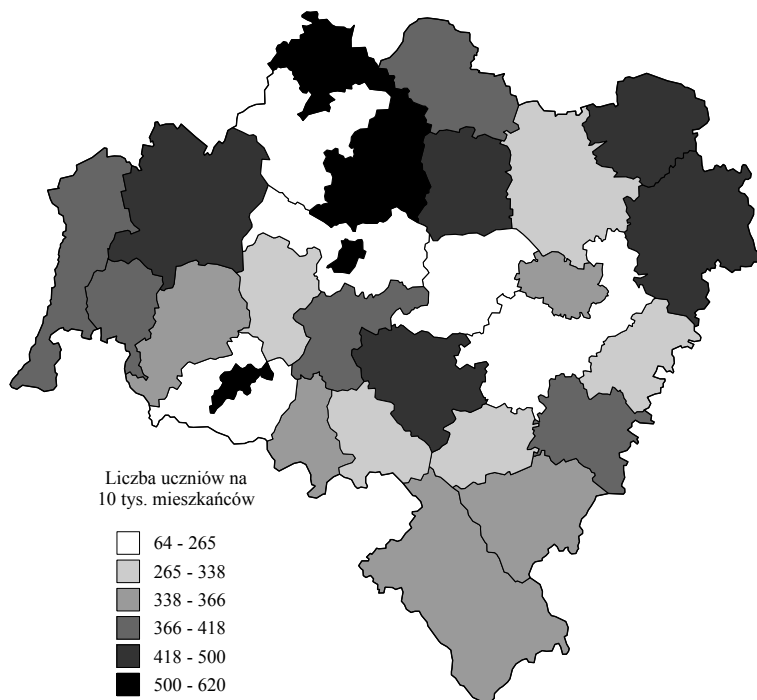 Liczba uczniów na
10 tys. mieszkańców
64 - 265
265 - 338
338 - 366
366 - 418
418 - 500
500 - 620